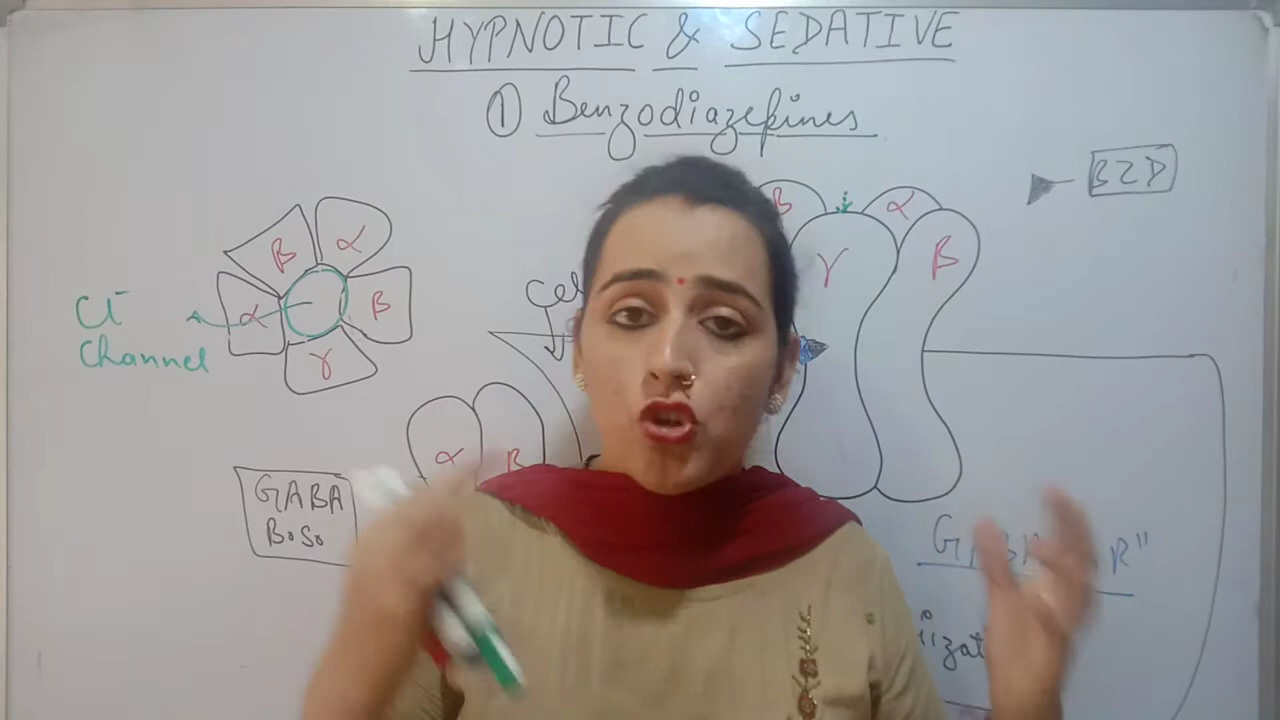 HYPNOTIC & SEDATIVE
① Benzodiazepines
BZD
β α
α β
γ
Cl⁻
Channel
β α
γ β
α β
GABA
B.S.